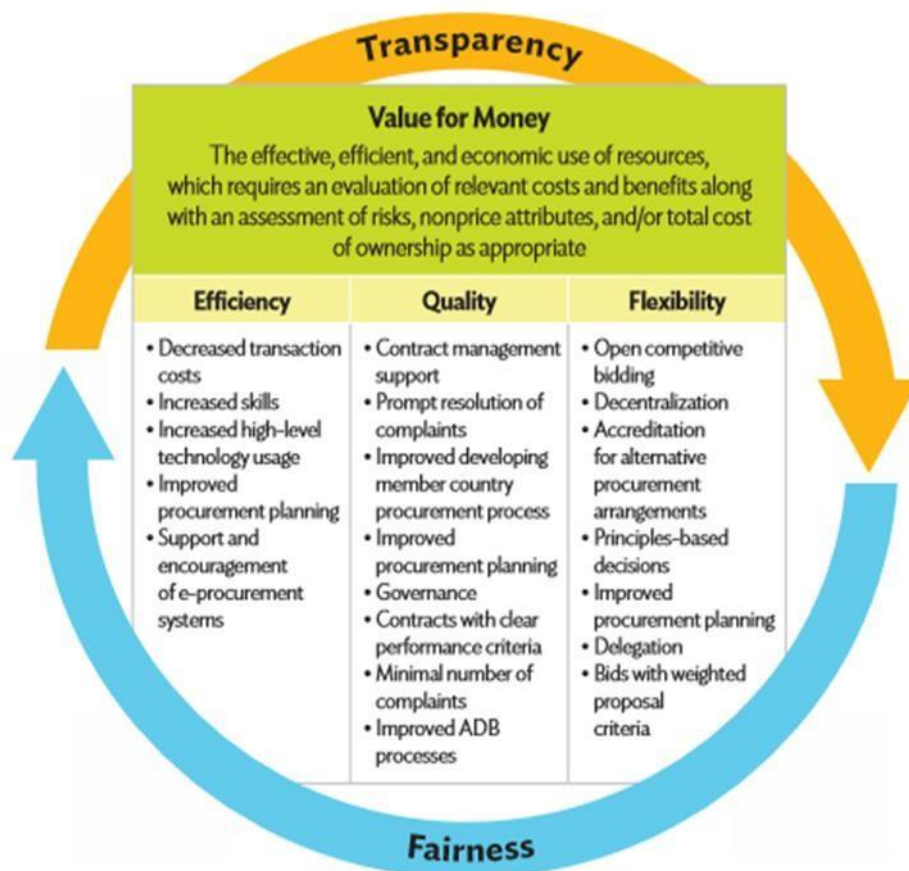 Transparency
Value for Money
The effective, efficient, and economic use of resources,
which requires an evaluation of relevant costs and benefits along
with an assessment of risks, nonprice attributes, and/or total cost
of ownership as appropriate
Efficiency
• Decreased transaction
costs
• Increased skills
• Increased high-level
technology usage
• Improved
procurement planning
• Support and
encouragement
of e-procurement
systems
Quality
• Contract management
support
• Prompt resolution of
complaints
• Improved developing
member country
procurement process
• Improved
procurement planning
• Governance
• Contracts with clear
performance criteria
• Minimal number of
complaints
• Improved ADB
processes
Flexibility
• Open competitive
bidding
• Decentralization
• Accreditation
for alternative
procurement
arrangements
• Principles-based
decisions
• Improved
procurement planning
• Delegation
• Bids with weighted
proposal
criteria
Fairness